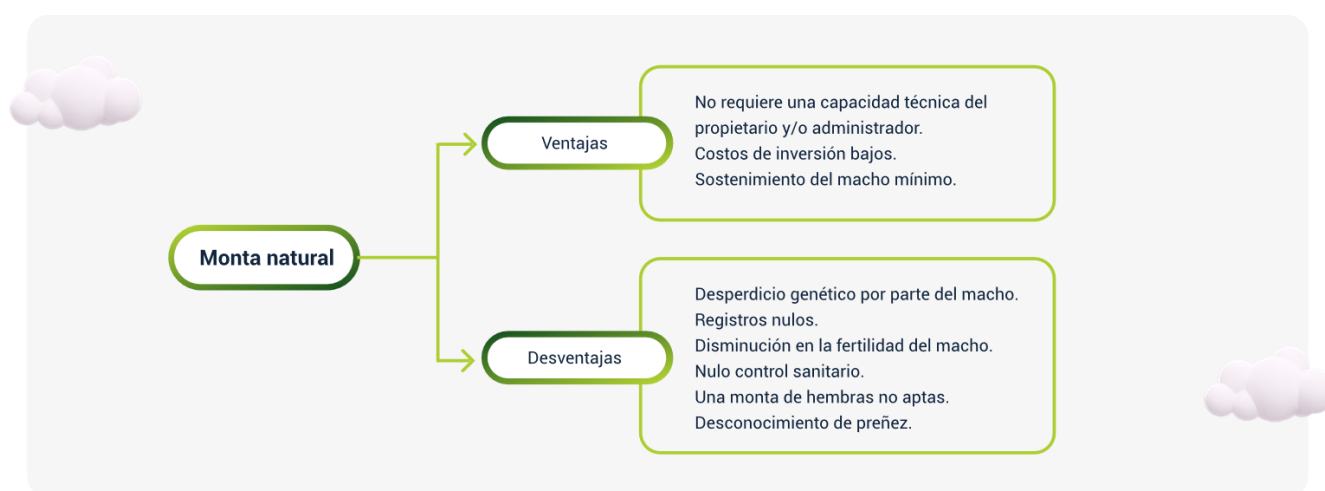 Monta natural
Ventajas
No requiere una capacidad técnica del
propietario y/o administrador.
Costos de inversión bajos.
Sostenimiento del macho mínimo.
Desventajas
Desperdicio genético por parte del macho.
Registros nulos.
Disminución en la fertilidad del macho.
Nulo control sanitario.
Una monta de hembras no aptas.
Desconocimiento de preñez.